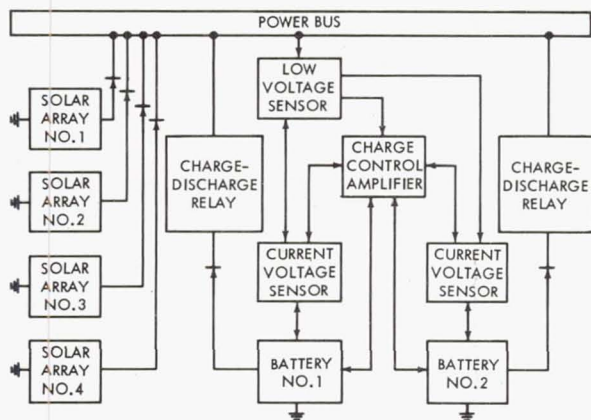 POWER BUS
SOLAR
ARRAY
NO.1
SOLAR
ARRAY
NO.2
SOLAR
ARRAY
NO.3
SOLAR
ARRAY
NO.4
CHARGE-
DISCHARGE
RELAY
LOW
VOLTAGE
SENSOR
CHARGE
CONTROL
AMPLIFIER
CHARGE-
DISCHARGE
RELAY
CURRENT
VOLTAGE
SENSOR
CURRENT
VOLTAGE
SENSOR
BATTERY
NO.1
BATTERY
NO.2